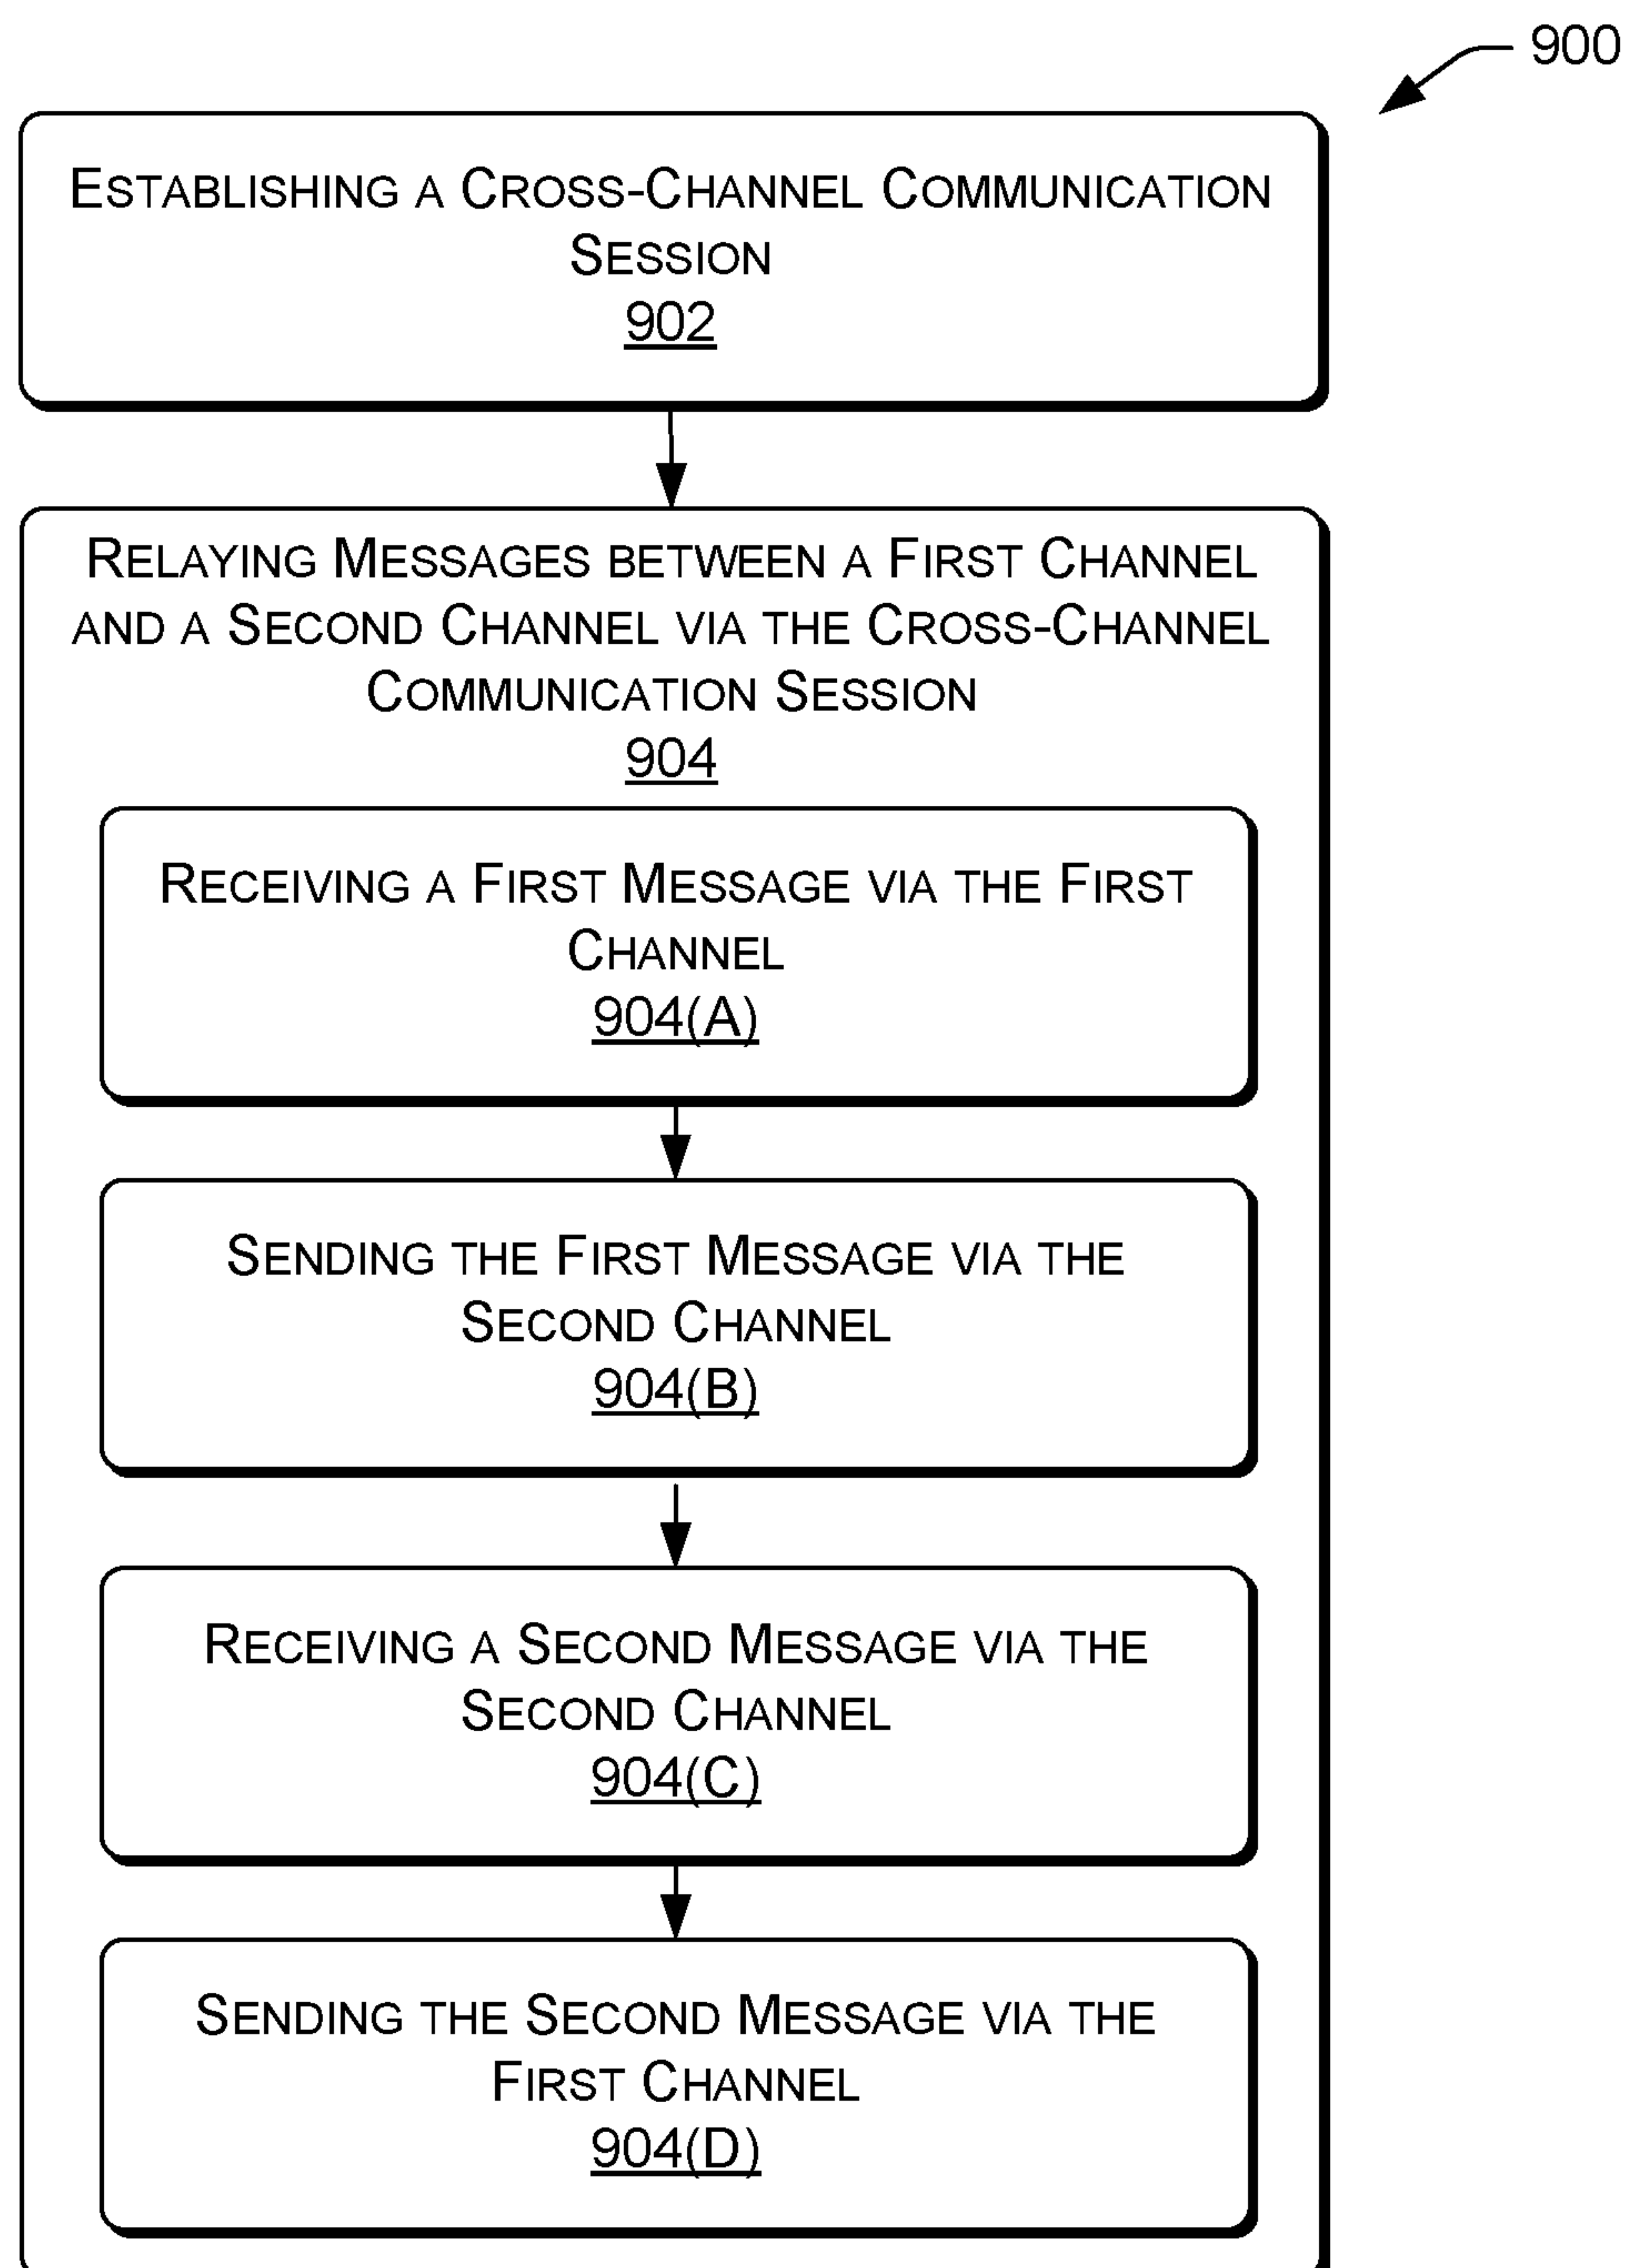 900
ESTABLISHING A CROSS-CHANNEL COMMUNICATION
SESSION
902
RELAYING MESSAGES BETWEEN A FIRST CHANNEL
AND A SECOND CHANNEL VIA THE CROSS-CHANNEL
COMMUNICATION SESSION
904
RECEIVING A FIRST MESSAGE VIA THE FIRST
CHANNEL
904(A)
SENDING THE FIRST MESSAGE VIA THE
SECOND CHANNEL
904(B)
RECEIVING A SECOND MESSAGE VIA THE
SECOND CHANNEL
904(C)
SENDING THE SECOND MESSAGE VIA THE
FIRST CHANNEL
904(D)